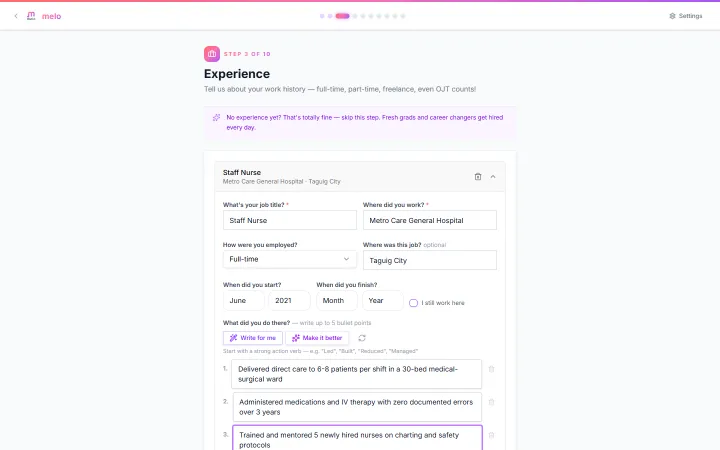 melo
Settings
STEP 3 OF 10
Experience
Tell us about your work history — full-time, part-time, freelance, even OJT counts!
No experience yet? That's totally fine — skip this step. Fresh grads and career changers get hired
every day.
Staff Nurse
Metro Care General Hospital · Taguig City
What's your job title? *
Where did you work? *
Staff Nurse
Metro Care General Hospital
How were you employed?
Where was this job? optional
Full-time
Taguig City
When did you start?
When did you finish?
June
2021
Month
Year
I still work here
What did you do there? — write up to 5 bullet points
Write for me
Make it better
Start with a strong action verb — e.g. "Led", "Built", "Reduced", "Managed"
1.
Delivered direct care to 6-8 patients per shift in a 30-bed medical-
surgical ward
2.
Administered medications and IV therapy with zero documented errors
over 3 years
3.
Trained and mentored 5 newly hired nurses on charting and safety
protocols